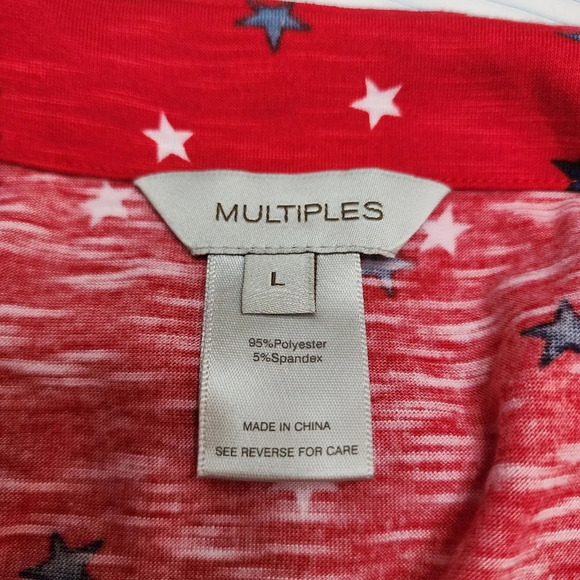 MULTIPLES
L
95%Polyester
5%Spandex
MADE IN CHINA
SEE REVERSE FOR CARE